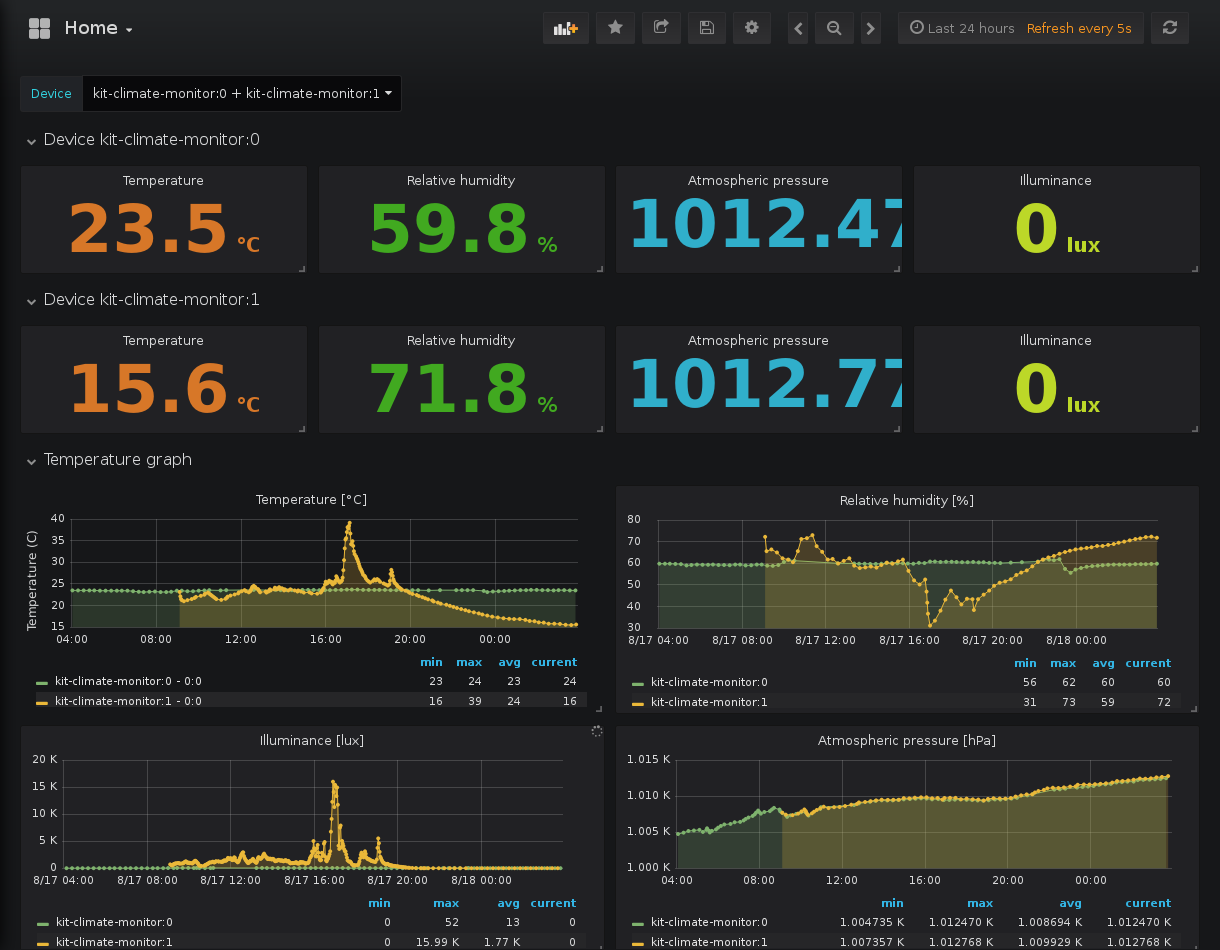 Home
Last 24 hours Refresh every 5s
Device kit-climate-monitor:0 + kit-climate-monitor:1
Device kit-climate-monitor:0
Temperature Relative humidity Atmospheric pressure Illuminance
23.5 °C 59.8 % 1012.47 0 lux
Device kit-climate-monitor:1
Temperature Relative humidity Atmospheric pressure Illuminance
15.6 °C 71.8 % 1012.77 0 lux
Temperature graph
Temperature [°C]
Temperature (C)
40
35
30
25
20
15
04:00 08:00 12:00 16:00 20:00 00:00
min max avg current
kit-climate-monitor:0 - 0:0 23 24 23 24
kit-climate-monitor:1 - 0:0 16 39 24 16
Relative humidity [%]
80
70
60
50
40
30
8/17 04:00 8/17 08:00 8/17 12:00 8/17 16:00 8/17 20:00 8/18 00:00
min max avg current
kit-climate-monitor:0 56 62 60 60
kit-climate-monitor:1 31 73 59 72
Illuminance [lux]
20 K
15 K
10 K
5 K
0
8/17 04:00 8/17 08:00 8/17 12:00 8/17 16:00 8/17 20:00 8/18 00:00
min max avg current
kit-climate-monitor:0 0 52 13 0
kit-climate-monitor:1 0 15.99 K 1.77 K 0
Atmospheric pressure [hPa]
1.015 K
1.010 K
1.005 K
1.000 K
04:00 08:00 12:00 16:00 20:00 00:00
min max avg current
kit-climate-monitor:0 1.004735 K 1.012470 K 1.008694 K 1.012470 K
kit-climate-monitor:1 1.007357 K 1.012768 K 1.009929 K 1.012768 K